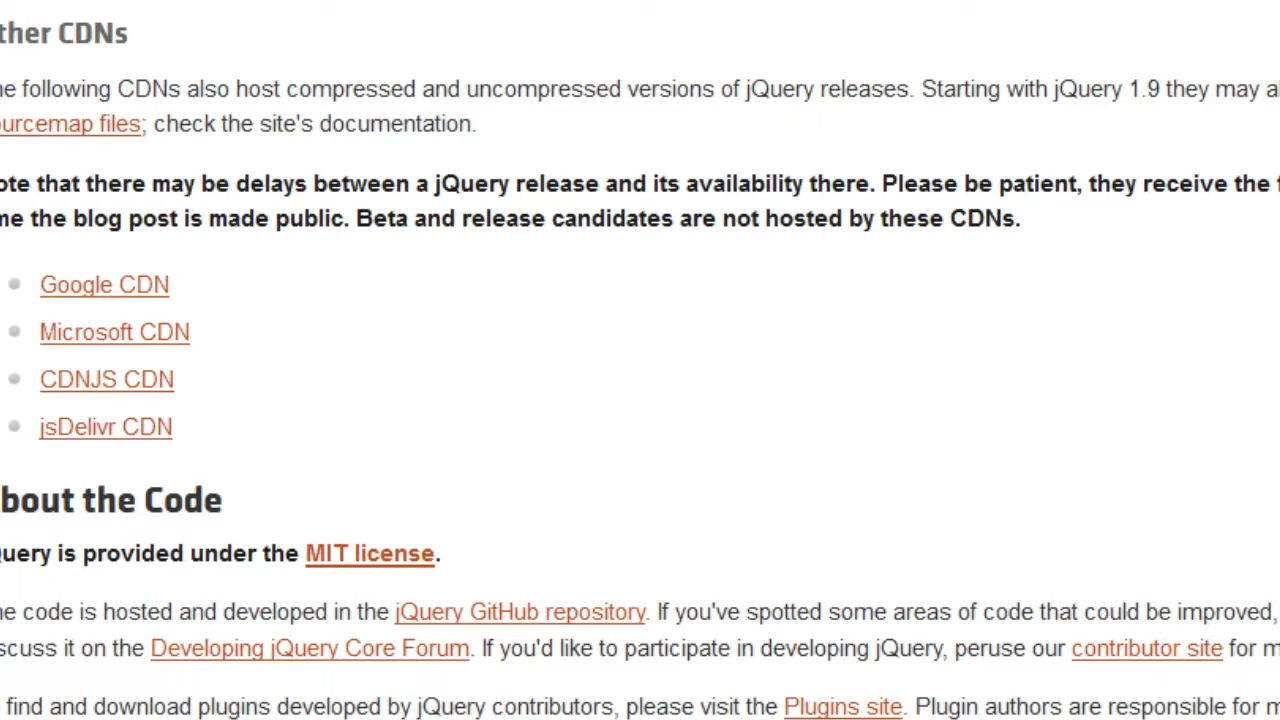 ther CDNs
e following CDNs also host compressed and uncompressed versions of jQuery releases. Starting with jQuery 1.9 they may al
urcemap files; check the site's documentation.
ote that there may be delays between a jQuery release and its availability there. Please be patient, they receive the f
me the blog post is made public. Beta and release candidates are not hosted by these CDNs.
Google CDN
Microsoft CDN
CDNJS CDN
jsDelivr CDN
bout the Code
Query is provided under the MIT license.
e code is hosted and developed in the jQuery GitHub repository. If you've spotted some areas of code that could be improved,
scuss it on the Developing jQuery Core Forum. If you'd like to participate in developing jQuery, peruse our contributor site for m
find and download plugins developed by jQuery contributors, please visit the Plugins site. Plugin authors are responsible for m